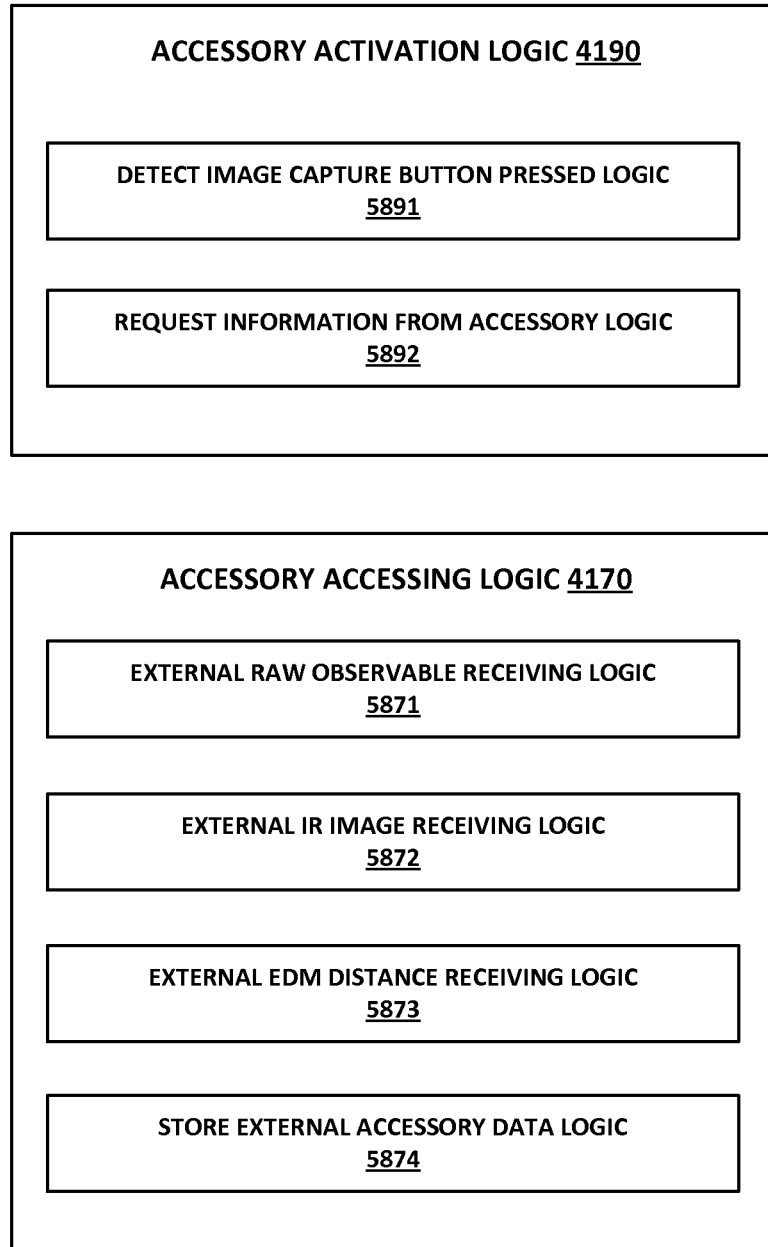 ACCESSORY ACTIVATION LOGIC 4190
DETECT IMAGE CAPTURE BUTTON PRESSED LOGIC
5891
REQUEST INFORMATION FROM ACCESSORY LOGIC
5892
ACCESSORY ACCESSING LOGIC 4170
EXTERNAL RAW OBSERVABLE RECEIVING LOGIC
5871
EXTERNAL IR IMAGE RECEIVING LOGIC
5872
EXTERNAL EDM DISTANCE RECEIVING LOGIC
5873
STORE EXTERNAL ACCESSORY DATA LOGIC
5874